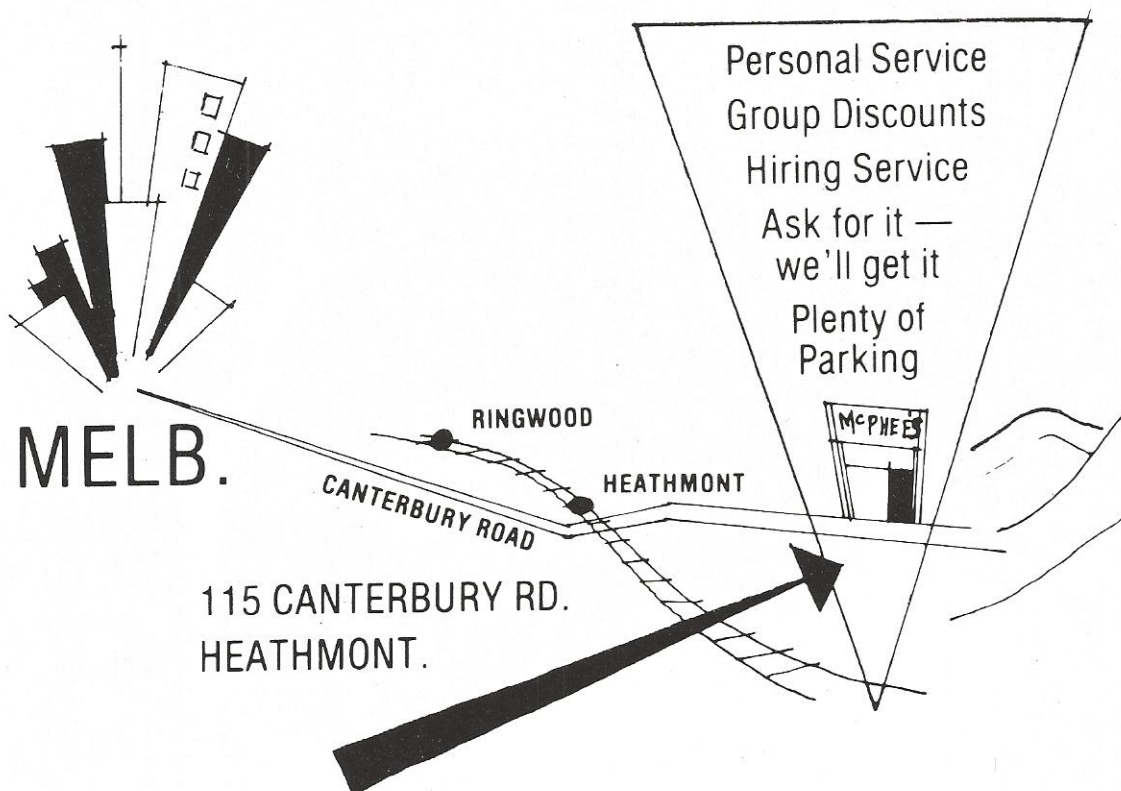 Personal Service
Group Discounts
Hiring Service
Ask for it —
we'll get it
Plenty of
Parking
McPHEE'S
MELB.
RINGWOOD
HEATHMONT
CANTERBURY ROAD
115 CANTERBURY RD.
HEATHMONT.